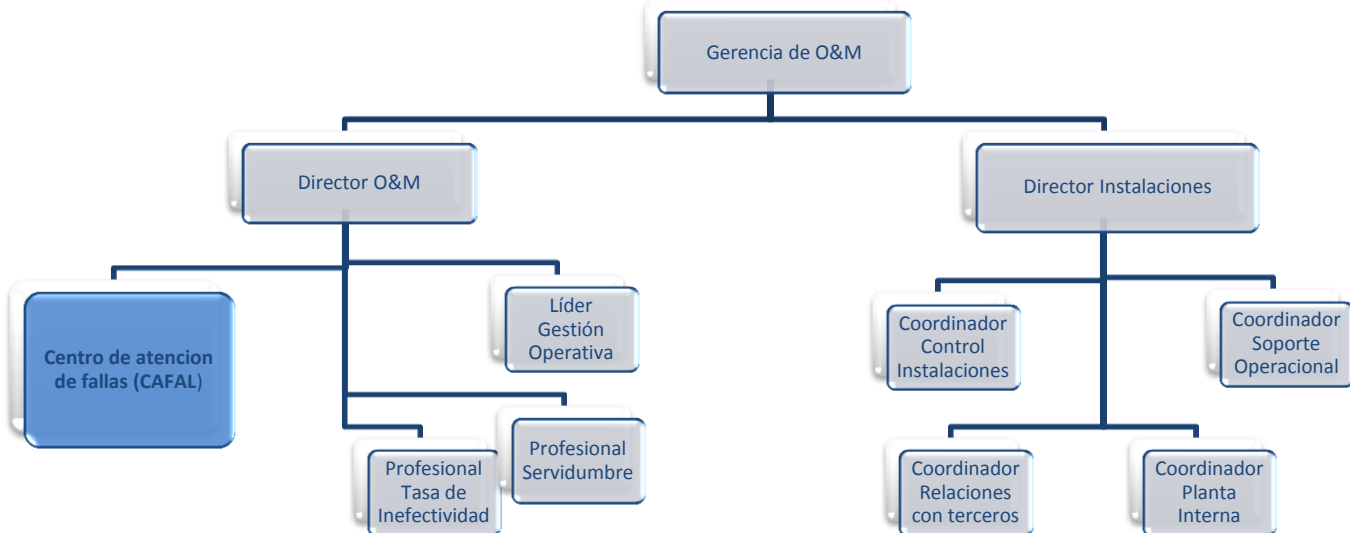 Gerencia de O&M
Director O&M
Director Instalaciones
Centro de atencion
de fallas (CAFAL)
Líder
Gestión
Operativa
Profesional
Servidumbre
Profesional
Tasa de
Inefectividad
Coordinador
Control
Instalaciones
Coordinador
Soporte
Operacional
Coordinador
Relaciones
con terceros
Coordinador
Planta
Interna